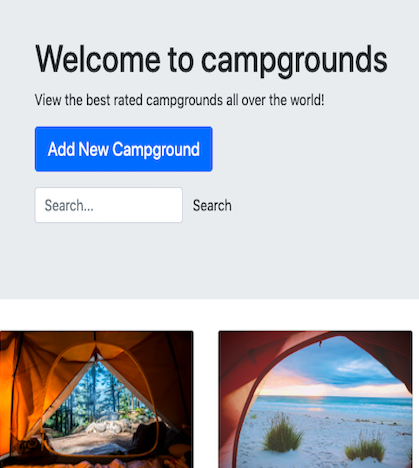 Welcome to campgrounds
View the best rated campgrounds all over the world!
Add New Campground
Search...
Search